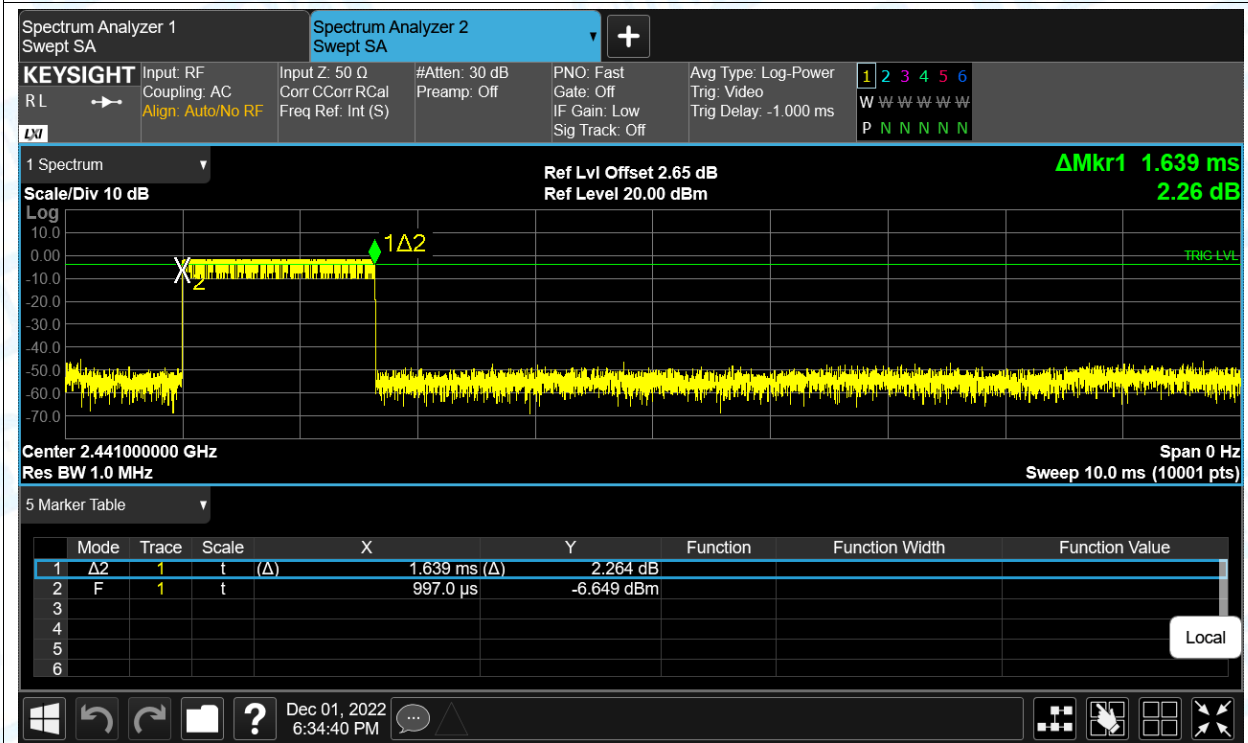 Spectrum Analyzer 1
Swept SA
Spectrum Analyzer 2
Swept SA
▼
+
KEYSIGHT
R L
LXI
Input: RF
Coupling: AC
Align: Auto/No RF
Input Z: 50 Ω
Corr CCorr RCal
Freq Ref: Int (S)
#Atten: 30 dB
Preamp: Off
PNO: Fast
Gate: Off
IF Gain: Low
Sig Track: Off
Avg Type: Log-Power
Trig: Video
Trig Delay: -1.000 ms
1 2 3 4 5 6
W W W W W W
P N N N N N
1 Spectrum ▼
Scale/Div 10 dB
Ref Lvl Offset 2.65 dB
Ref Level 20.00 dBm
ΔMkr1 1.639 ms
2.26 dB
Log
10.0
0.00
-10.0
-20.0
-30.0
-40.0
-50.0
-60.0
-70.0
1Δ2
X
2
TRIG LVL
Center 2.441000000 GHz
Res BW 1.0 MHz
Span 0 Hz
Sweep 10.0 ms (10001 pts)
5 Marker Table ▼
Mode Trace Scale X Y Function Function Width Function Value
1 Δ2 1 t (Δ) 1.639 ms (Δ) 2.264 dB
2 F 1 t 997.0 µs -6.649 dBm
3
4
5
6
Local
?
Dec 01, 2022
6:34:40 PM
...